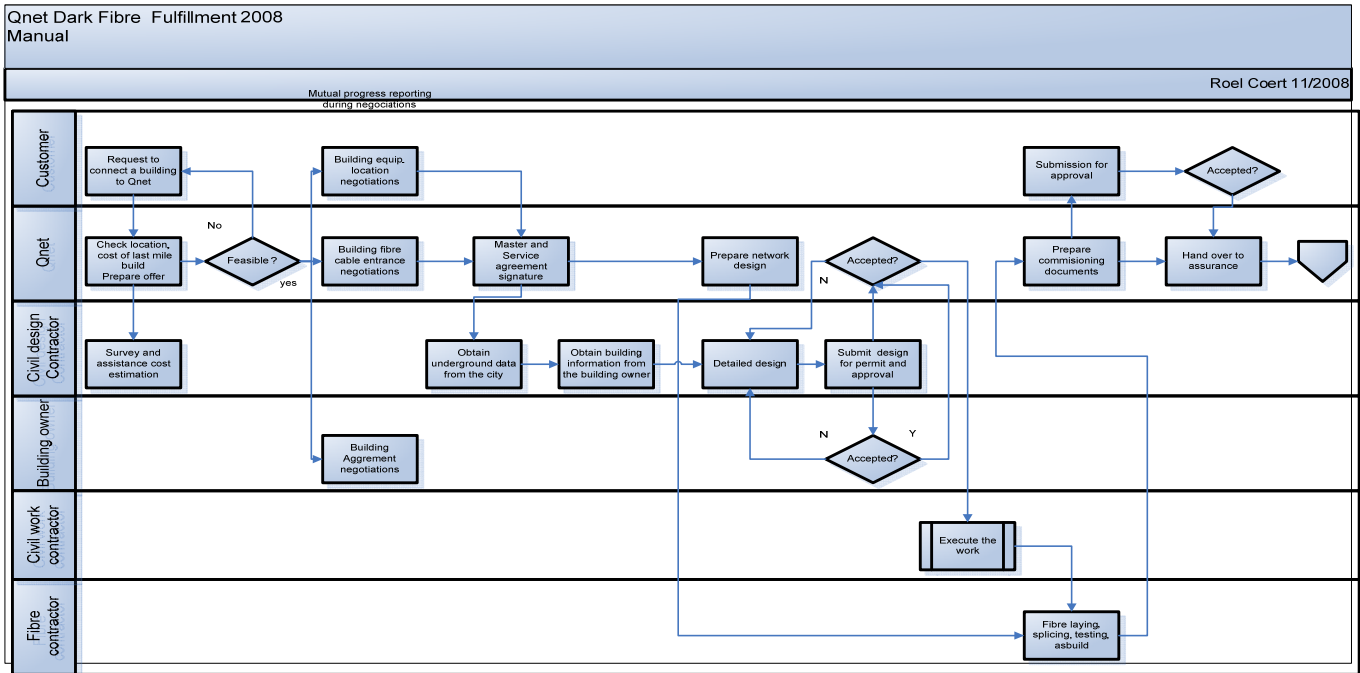 Qnet Dark Fibre Fulfillment 2008
Manual
Roel Coert 11/2008
Mutual progress reporting
during negociations
Customer
Request to
connect a building
to Qnet
Building equip.
location
negotiations
Submission for
approval
Accepted?
Qnet
No
Check location,
cost of last mile
build
Prepare offer
Feasible ?
yes
Building fibre
cable entrance
negotiations
Master and
Service
agreement
signature
Prepare network
design
Accepted?
N
Prepare
commisioning
documents
Hand over to
assurance
Civil design
Contractor
Survey and
assistance cost
estimation
Obtain
underground data
from the city
Obtain building
information from
the building owner
Detailed design
Submit design
for permit and
approval
Building owner
Building
Aggrement
negotiations
N
Accepted?
Y
Civil work
contractor
Execute the
work
Fibre
contractor
Fibre laying,
splicing, testing,
asbuild